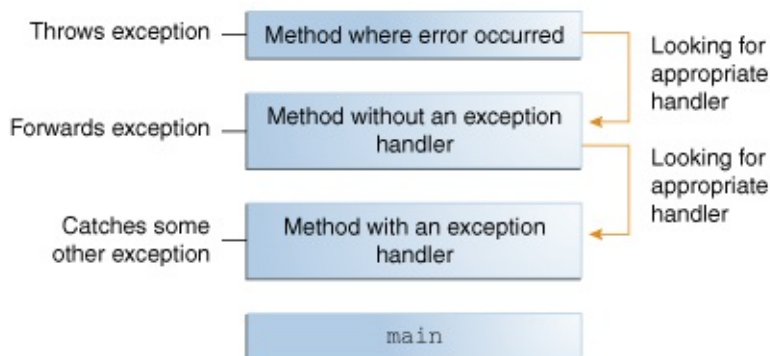 Throws exception
Method where error occurred
Looking for
appropriate
handler
Forwards exception
Method without an exception
handler
Looking for
appropriate
handler
Catches some
other exception
Method with an exception
handler
main